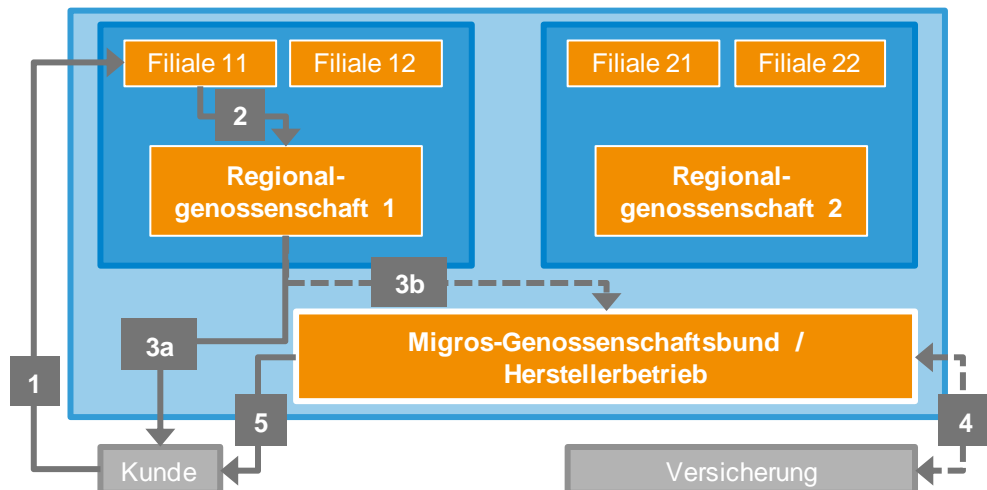 Filiale 11
Filiale 12
Filiale 21
Filiale 22
2
Regional-
genossenschaft 1
Regional-
genossenschaft 2
3b
3a
Migros-Genossenschaftsbund /
Herstellerbetrieb
1
5
4
Kunde
Versicherung